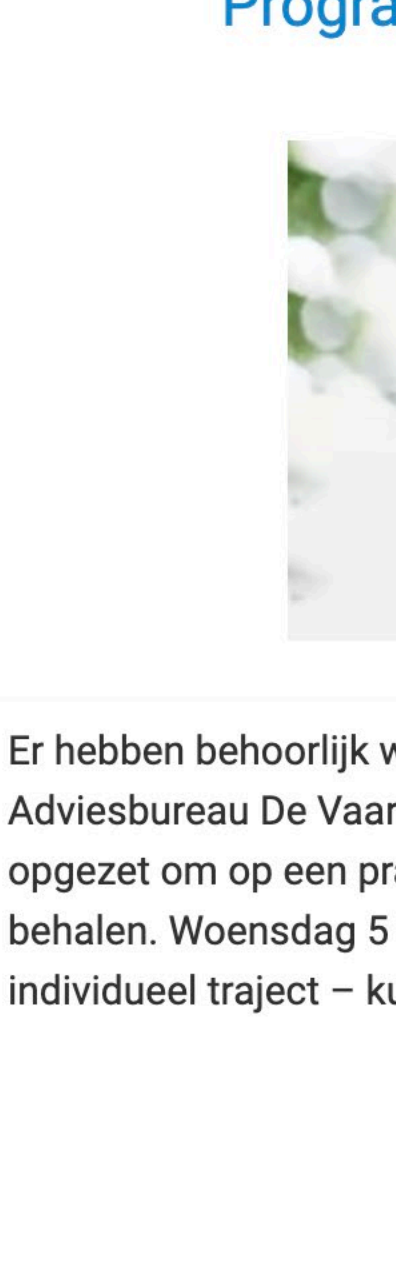 Progra
Er hebben behoorlijk w
Adviesbureau De Vaar
opgezet om op een pra
behalen. Woensdag 5
individueel traject – ku